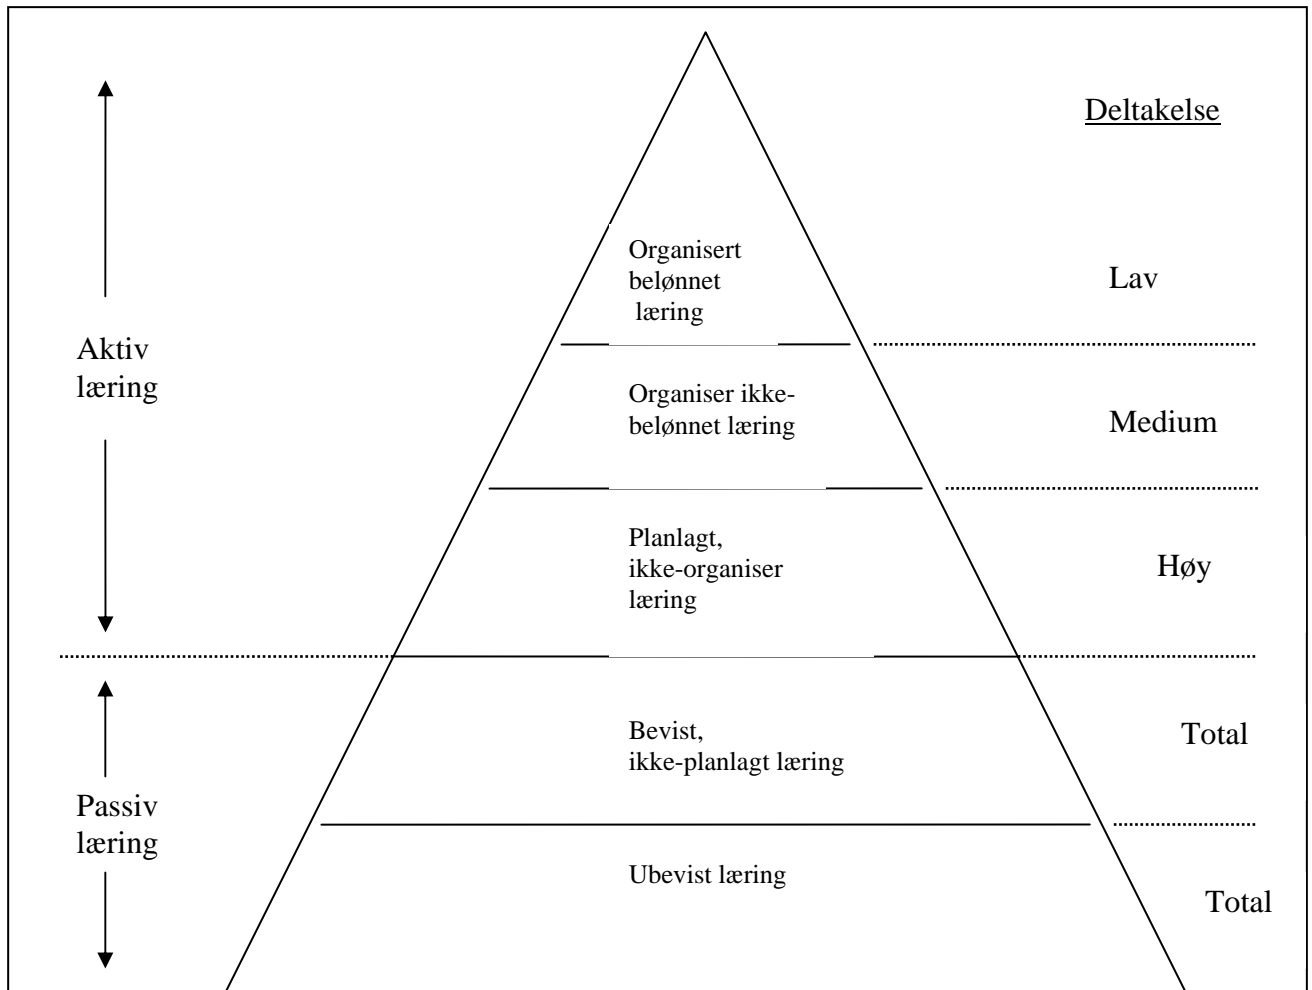 Deltakelse
Organisert
belønnet
læring
Lav
Aktiv
læring
Organiser ikke-
belønnet læring
Medium
Planlagt,
ikke-organiser
læring
Høy
Bevist,
ikke-planlagt læring
Total
Passiv
læring
Ubevist læring
Total